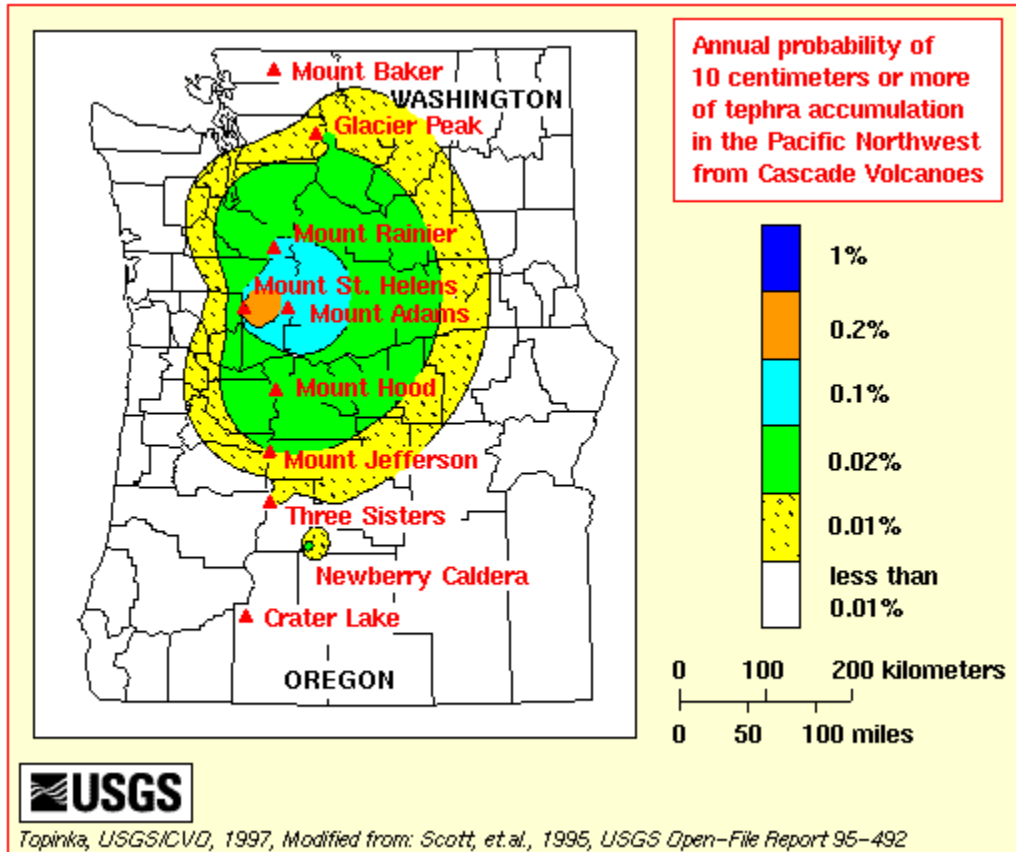 Annual probability of
10 centimeters or more
of tephra accumulation
in the Pacific Northwest
from Cascade Volcanoes
Mount Baker
WASHINGTON
Glacier Peak
Mount Rainier
Mount St. Helens
Mount Adams
Mount Hood
Mount Jefferson
Three Sisters
Newberry Caldera
Crater Lake
OREGON
1%
0.2%
0.1%
0.02%
0.01%
less than
0.01%
0 100 200 kilometers
0 50 100 miles
USGS
Topinka, USGS/CVO, 1997, Modified from: Scott, et.al., 1995, USGS Open-File Report 95-492